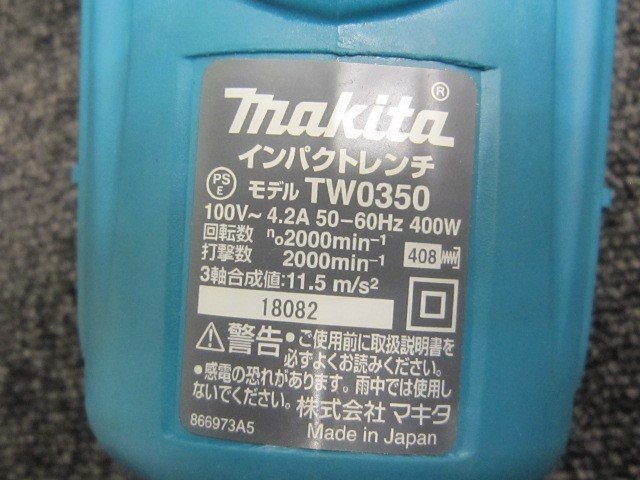 makita®
インパクトレンチ
PS
E
モデル TW0350
100V~ 4.2A 50-60Hz 400W
回転数 no2000min-1
打撃数 2000min-1
408
3軸合成値:11.5 m/s2
18082
⚠警告•ご使用前に取扱説明書を
必ずよくお読みください。
•感電の恐れがあります。雨中では使用し
ないでください。
株式会社 マキタ
866973A5 Made in Japan